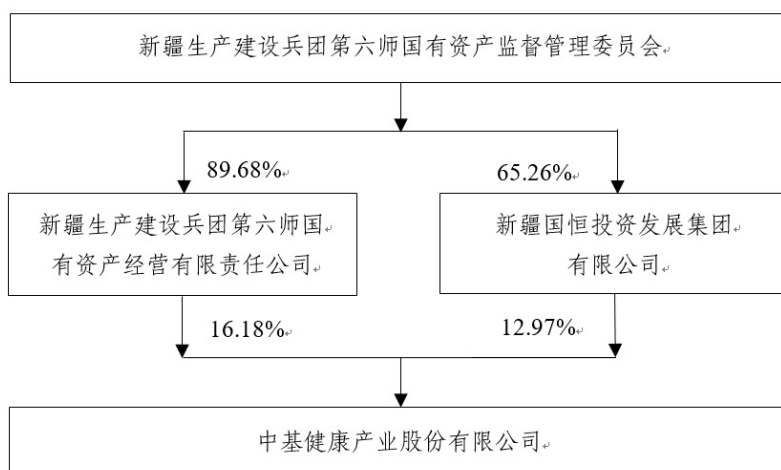 新疆生产建设兵团第六师国有资产监督管理委员会
89.68%
65.26%
新疆生产建设兵团第六师国
有资产经营有限责任公司
新疆国恒投资发展集团
有限公司
16.18%
12.97%
中基健康产业股份有限公司